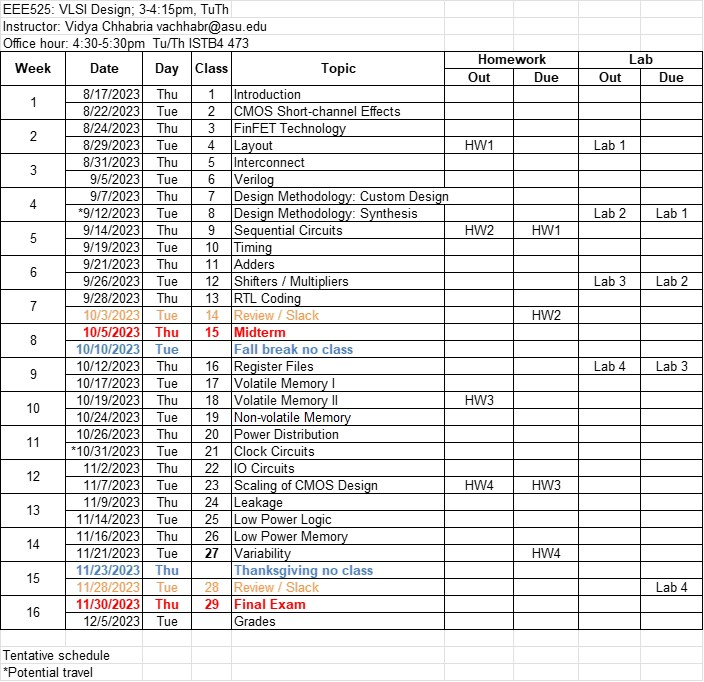 EEE525: VLSI Design; 3-4:15pm, TuTh
Instructor: Vidya Chhabria vachhabr@asu.edu
Office hour: 4:30-5:30pm Tu/Th ISTB4 473
Week Date Day Class Topic Homework Lab
Out Due Out Due
1 8/17/2023 Thu 1 Introduction
8/22/2023 Tue 2 CMOS Short-channel Effects
2 8/24/2023 Thu 3 FinFET Technology
8/29/2023 Tue 4 Layout HW1 Lab 1
3 8/31/2023 Thu 5 Interconnect
9/5/2023 Tue 6 Verilog
4 9/7/2023 Thu 7 Design Methodology: Custom Design
*9/12/2023 Tue 8 Design Methodology: Synthesis Lab 2 Lab 1
5 9/14/2023 Thu 9 Sequential Circuits HW2 HW1
9/19/2023 Tue 10 Timing
6 9/21/2023 Thu 11 Adders
9/26/2023 Tue 12 Shifters / Multipliers Lab 3 Lab 2
7 9/28/2023 Thu 13 RTL Coding
10/3/2023 Tue 14 Review / Slack HW2
8 10/5/2023 Thu 15 Midterm
10/10/2023 Tue Fall break no class
9 10/12/2023 Thu 16 Register Files Lab 4 Lab 3
10/17/2023 Tue 17 Volatile Memory I
10 10/19/2023 Thu 18 Volatile Memory II HW3
10/24/2023 Tue 19 Non-volatile Memory
11 10/26/2023 Thu 20 Power Distribution
*10/31/2023 Tue 21 Clock Circuits
12 11/2/2023 Thu 22 IO Circuits
11/7/2023 Tue 23 Scaling of CMOS Design HW4 HW3
13 11/9/2023 Thu 24 Leakage
11/14/2023 Tue 25 Low Power Logic
14 11/16/2023 Thu 26 Low Power Memory
11/21/2023 Tue 27 Variability HW4
15 11/23/2023 Thu Thanksgiving no class
11/28/2023 Tue 28 Review / Slack Lab 4
16 11/30/2023 Thu 29 Final Exam
12/5/2023 Tue Grades
Tentative schedule
*Potential travel